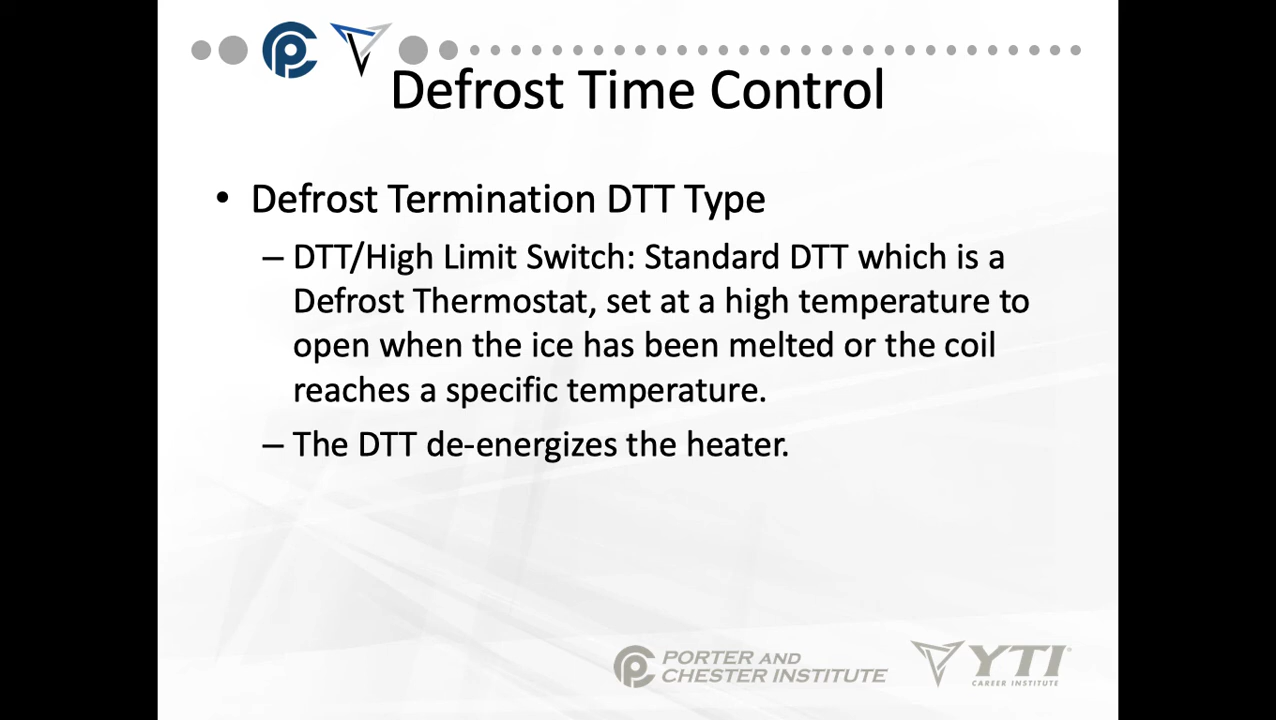 Defrost Time Control
• Defrost Termination DTT Type
– DTT/High Limit Switch: Standard DTT which is a
Defrost Thermostat, set at a high temperature to
open when the ice has been melted or the coil
reaches a specific temperature.
– The DTT de-energizes the heater.
PORTER AND
CHESTER INSTITUTE
YTI®
CAREER INSTITUTE